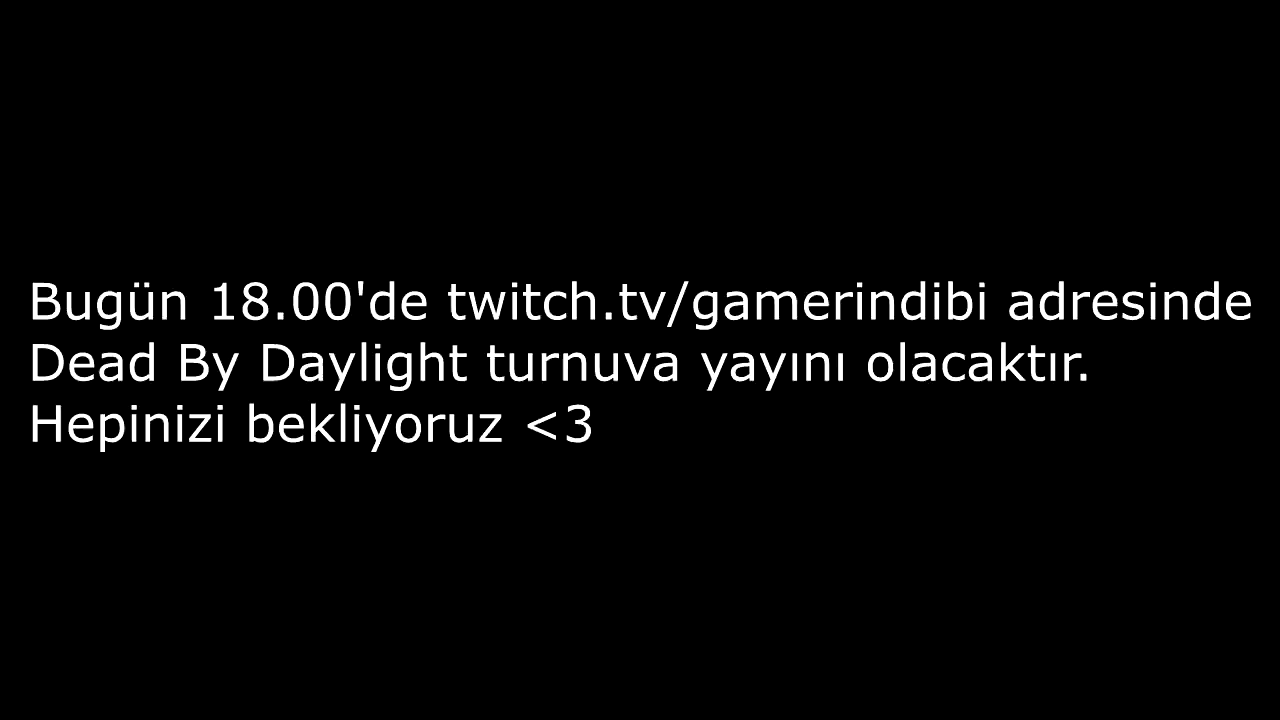 Bugün 18.00'de twitch.tv/gamerindibi adresinde
Dead By Daylight turnuva yayını olacaktır.
Hepinizi bekliyoruz <3